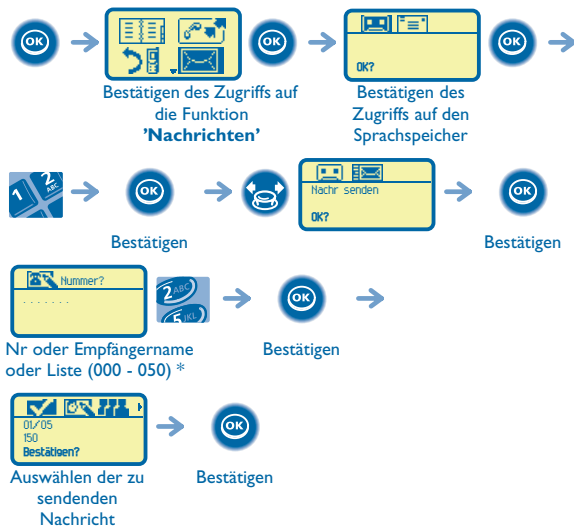 OK
OK
OK
OK?
Bestätigen des Zugriffs auf
die Funktion
’Nachrichten’
Bestätigen des
Zugriffs auf den
Sprachspeicher
1 2 ABC
OK
Nachr senden
OK?
OK
Bestätigen
Bestätigen
Nummer?
. . . . . . .
2 ABC
5 JKL
OK
Nr oder Empfängername
oder Liste (000 - 050) *
Bestätigen
01/05
150
Bestätigen?
OK
Auswählen der zu
sendenden
Nachricht
Bestätigen